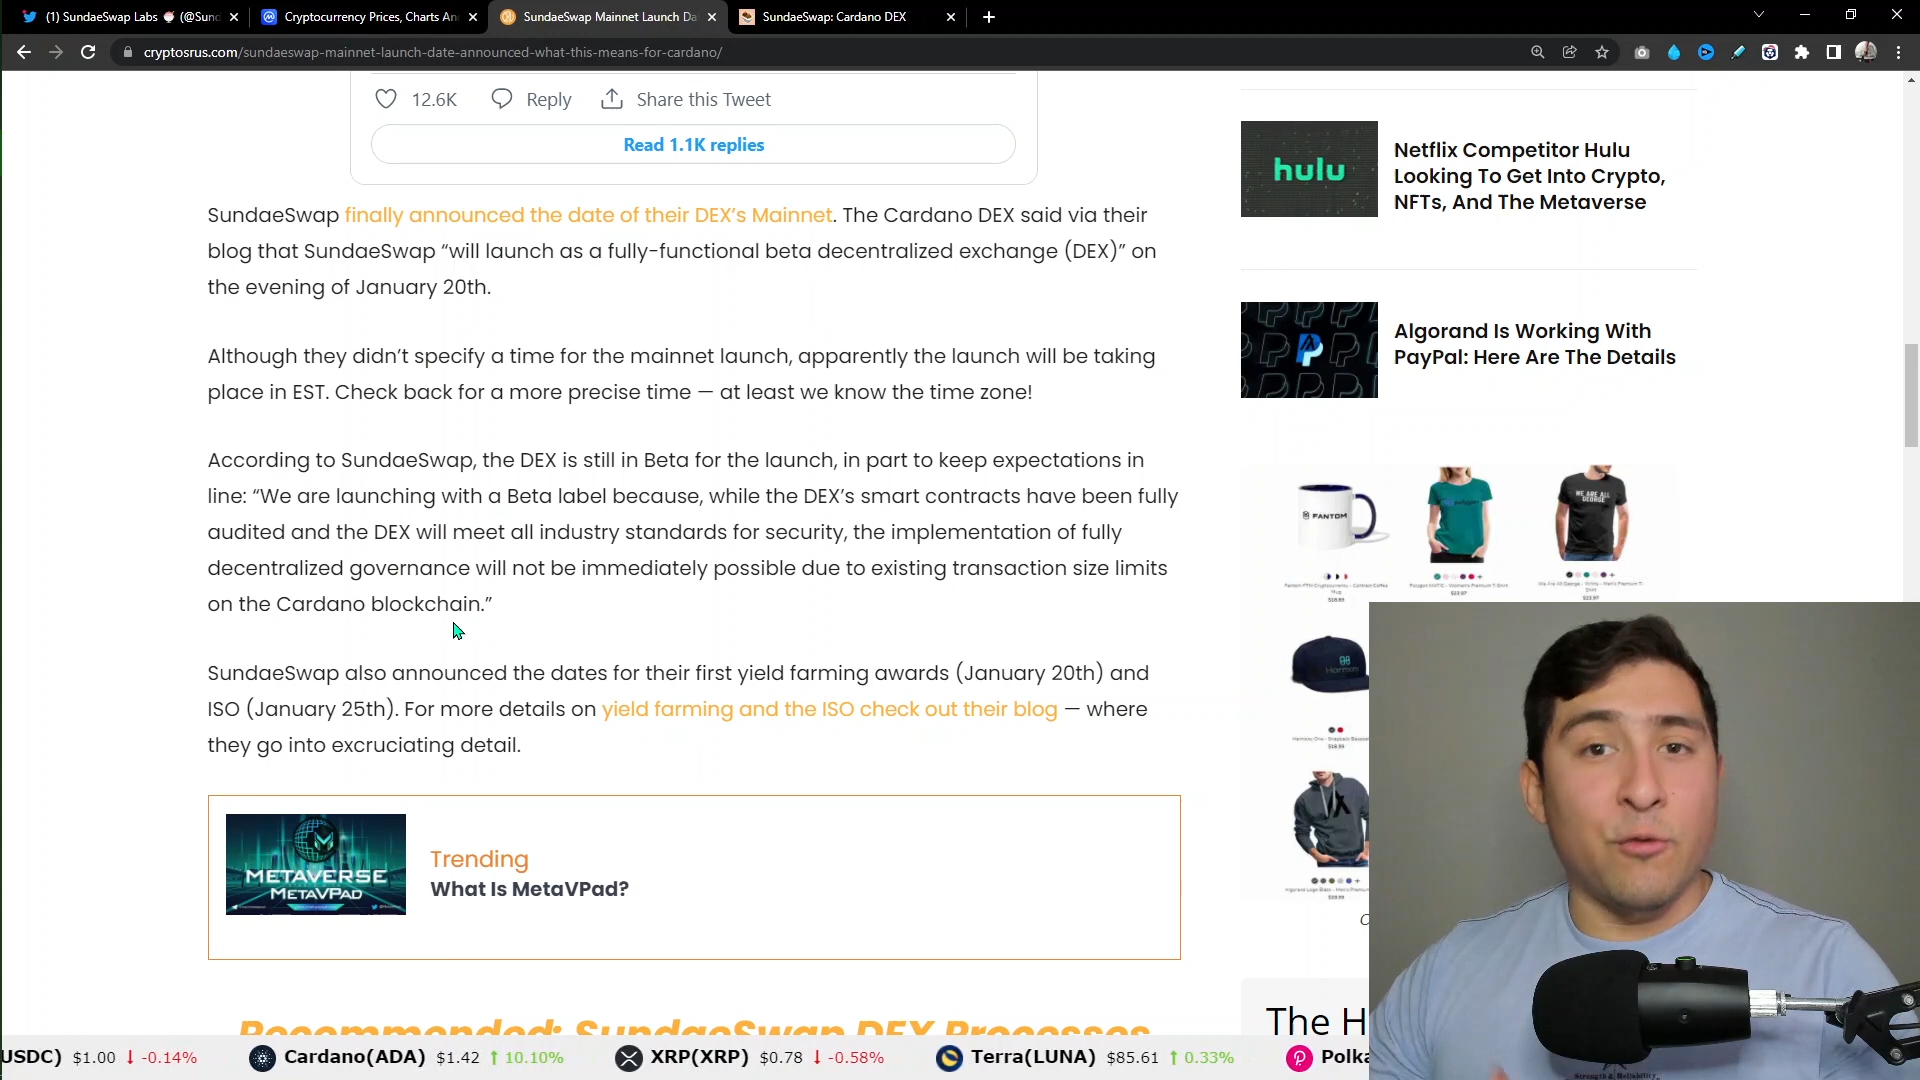 (1) SundaeSwap Labs (@Sund
Cryptocurrency Prices, Charts An
SundaeSwap Mainnet Launch Da
SundaeSwap: Cardano DEX
cryptosrus.com/sundaeswap-mainnet-launch-date-announced-what-this-means-for-cardano/
12.6K Reply Share this Tweet
Read 1.1K replies
SundaeSwap finally announced the date of their DEX’s Mainnet. The Cardano DEX said via their
blog that SundaeSwap “will launch as a fully-functional beta decentralized exchange (DEX)” on
the evening of January 20th.
Although they didn’t specify a time for the mainnet launch, apparently the launch will be taking
place in EST. Check back for a more precise time — at least we know the time zone!
According to SundaeSwap, the DEX is still in Beta for the launch, in part to keep expectations in
line: “We are launching with a Beta label because, while the DEX’s smart contracts have been fully
audited and the DEX will meet all industry standards for security, the implementation of fully
decentralized governance will not be immediately possible due to existing transaction size limits
on the Cardano blockchain.”
SundaeSwap also announced the dates for their first yield farming awards (January 20th) and
ISO (January 25th). For more details on yield farming and the ISO check out their blog — where
they go into excruciating detail.
METAVERSE
METAVPAD
Trending
What Is MetaVPad?
Recommended: SundaeSwap DEX Processes
hulu
Netflix Competitor Hulu
Looking To Get Into Crypto,
NFTs, And The Metaverse
Algorand Is Working With
PayPal: Here Are The Details
FANTOM
WE ARE ALL
GEORGE
The H
USDC) $1.00 ↓ -0.14% Cardano(ADA) $1.42 ↑ 10.10% XRP(XRP) $0.78 ↓ -0.58% Terra(LUNA) $85.61 ↑ 0.33% Polka